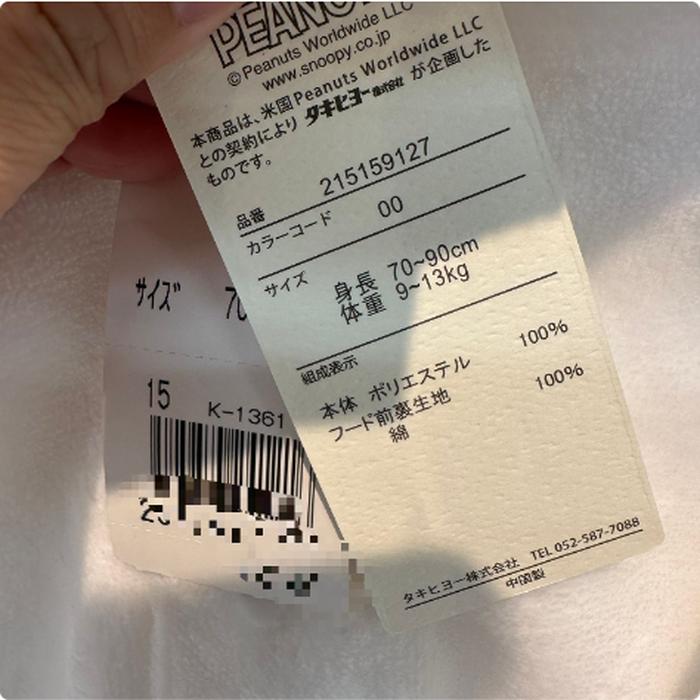 PEANU
©Peanuts Worldwide LLC
www.snoopy.co.jp
本商品は、米国Peanuts Worldwide LLC
との契約により タキヒヨー株式会社 が企画した
ものです。
品番 215159127
カラーコード 00
サイズ 身長 70~90cm
体重 9~13kg
組成表示
本体 ポリエステル 100%
フード前裏生地
綿 100%
タキヒヨー株式会社 TEL 052-587-7088
中国製
サイズ 70
15 K-1361